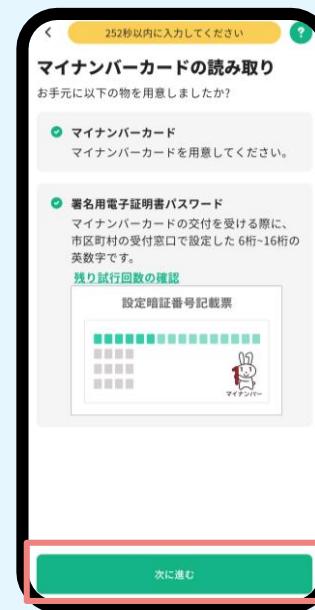 252秒以内に入力してください
?
マイナンバーカードの読み取り
お手元に以下の物を用意しましたか?
マイナンバーカード
マイナンバーカードを用意してください。
署名用電子証明書パスワード
マイナンバーカードの交付を受ける際に、
市区町村の受付窓口で設定した 6桁~16桁の
英数字です。
残り試行回数の確認
設定暗証番号記載票
マイナンバー
次に進む